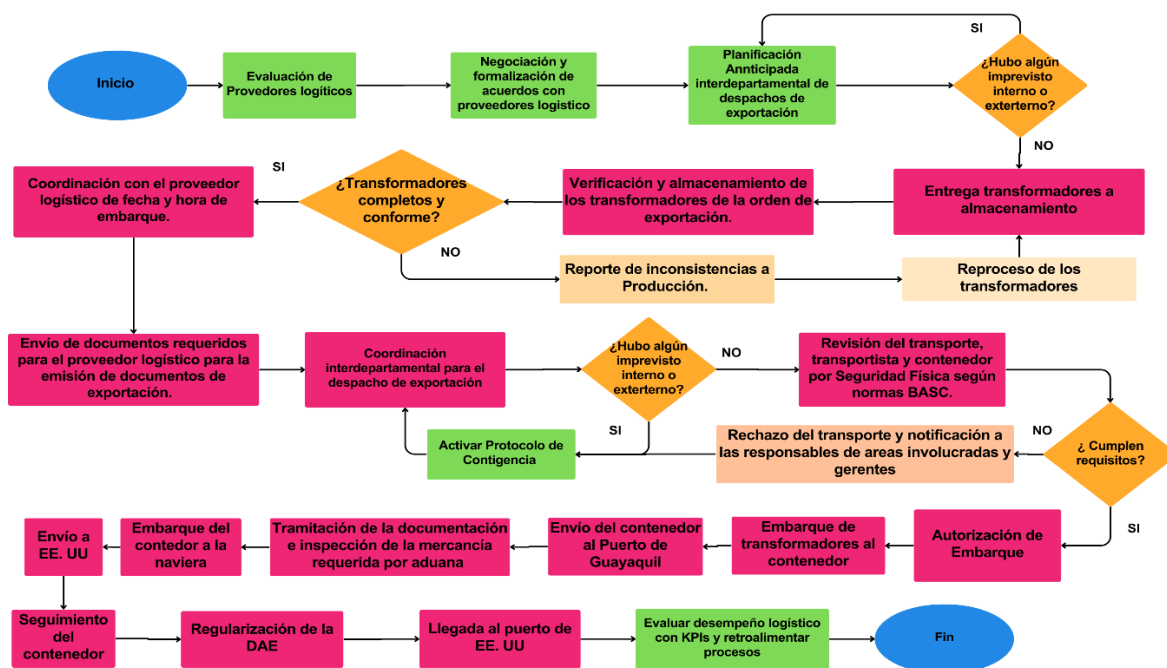 Inicio
Evaluación de
Provedores logíticos
Negociación y
formalización de
acuerdos con
proveedores logistico
Planificación
Annticipada
interdepartamental de
despachos de
exportación
SI
¿Hubo algún
imprevisto
interno o
exterterno?
NO
Entrega transformadores a
almacenamiento
Verificación y almacenamiento de
los transformadores de la orden de
exportación.
¿Transformadores
completos y
conforme?
SI
Coordinación con el proveedor
logístico de fecha y hora de
embarque.
NO
Reporte de inconsistencias a
Producción.
Reproceso de los
transformadores
Envío de documentos requeridos
para el proveedor logístico para la
emisión de documentos de
exportación.
Coordinación
interdepartamental para el
despacho de exportación
¿Hubo algún
imprevisto
interno o
exterterno?
NO
Revisión del transporte,
transportista y contenedor
por Seguridad Física según
normas BASC.
SI
Activar Protocolo de
Contigencia
¿ Cumplen
requisitos?
NO
Rechazo del transporte y notificación a
las responsables de areas involucradas y
gerentes
SI
Autorización de
Embarque
Embarque de
transformadores al
contenedor
Envío del contenedor
al Puerto de
Guayaquil
Tramitación de la documentación
e inspección de la mercancía
requerida por aduana
Embarque del
contedor a la
naviera
Envío a
EE. UU
Seguimiento
del
contenedor
Regularización de la
DAE
Llegada al puerto de
EE. UU
Evaluar desempeño logístico
con KPIs y retroalimentar
procesos
Fin